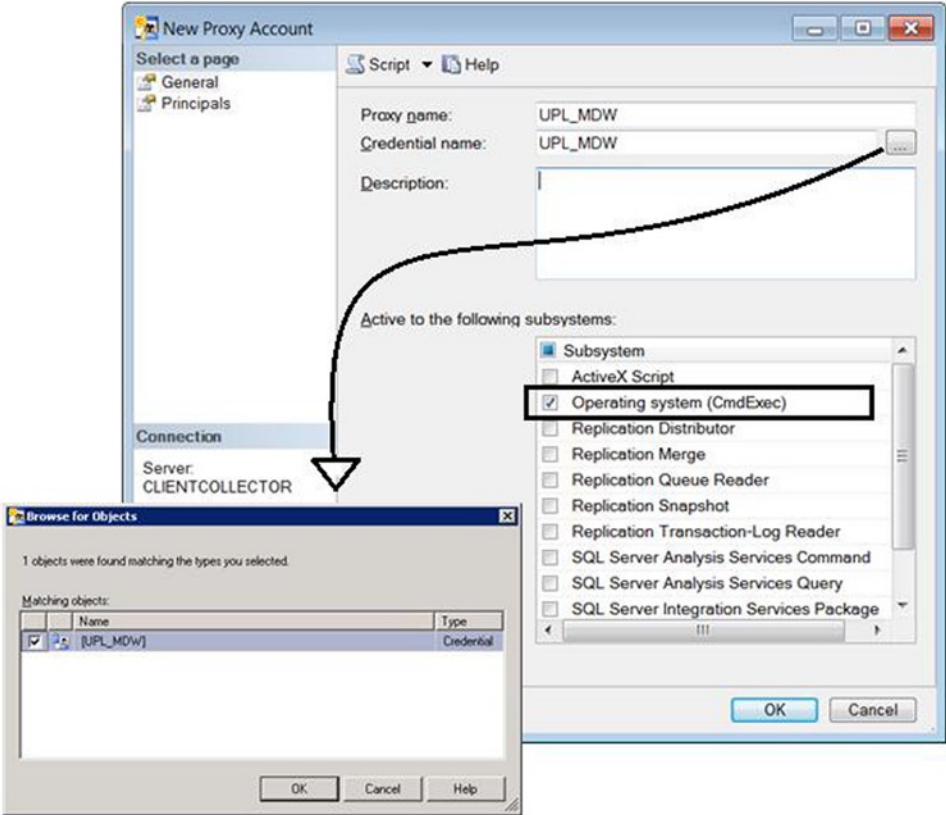 New Proxy Account
Select a page
General
Principals
Script Help
Proxy name: UPL_MDW
Credential name: UPL_MDW ...
Description:
Active to the following subsystems:
Subsystem
ActiveX Script
Operating system (CmdExec)
Replication Distributor
Replication Merge
Replication Queue Reader
Replication Snapshot
Replication Transaction-Log Reader
SQL Server Analysis Services Command
SQL Server Analysis Services Query
SQL Server Integration Services Package
Connection
Server:
CLIENTCOLLECTOR
OK Cancel
Browse for Objects
1 objects were found matching the types you selected.
Matching objects:
Name Type
[UPL_MDW] Credential
OK Cancel Help